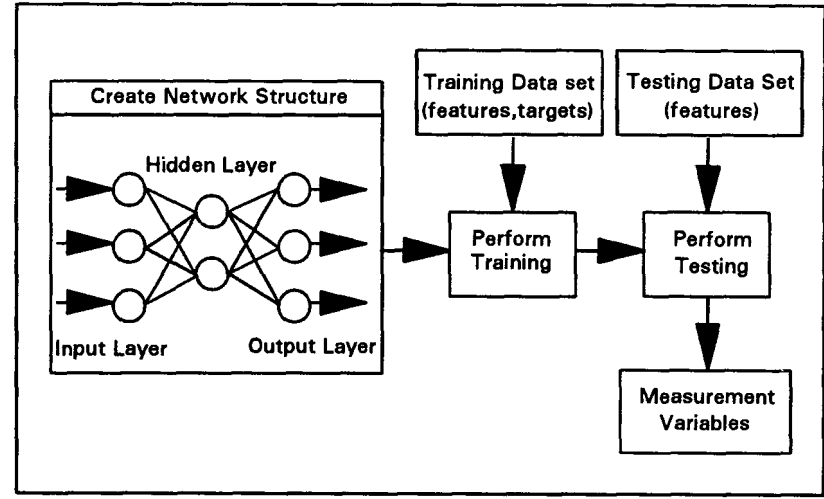 Create Network Structure
Hidden Layer
Input Layer
Output Layer
Training Data set
(features,targets)
Testing Data Set
(features)
Perform
Training
Perform
Testing
Measurement
Variables